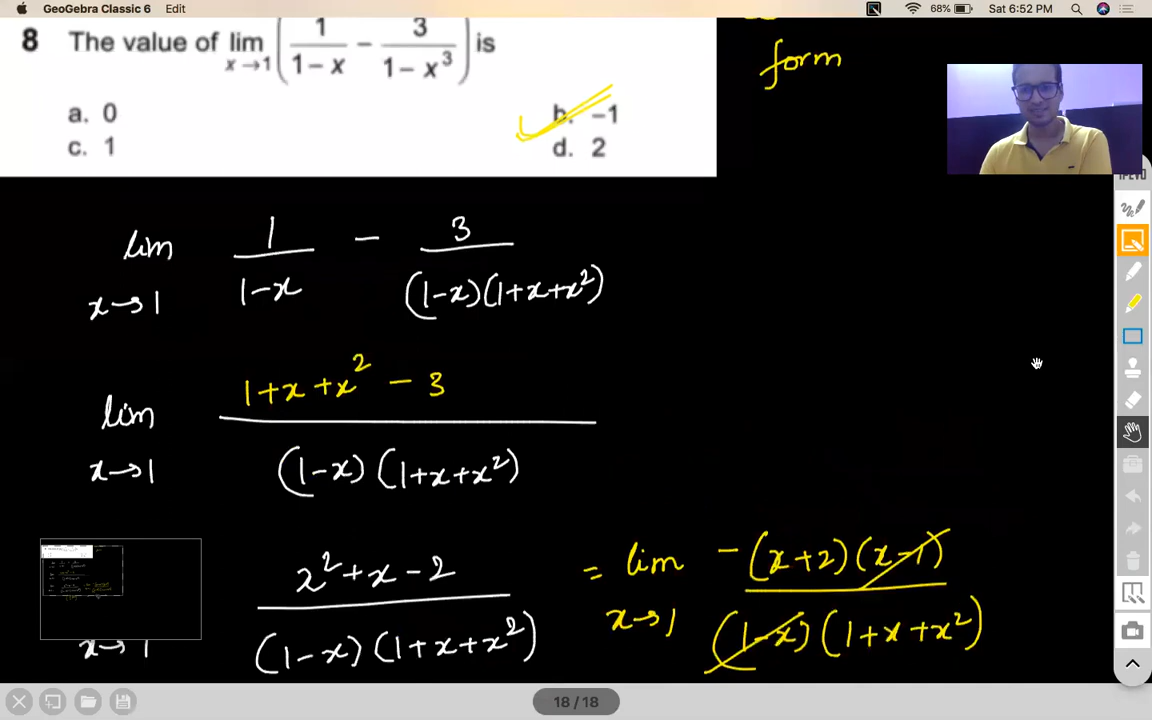 GeoGebra Classic 6 Edit 68% Sat 6:52 PM
8 The value of lim x→1 (1/(1−x) − 3/(1−x³)) is
form
a. 0 b. −1
c. 1 d. 2
lim x→1 1/(1−x) − 3/((1−x)(1+x+x²))
lim x→1 (1+x+x² − 3)/((1−x)(1+x+x²))
x→1 (x²+x−2)/((1−x)(1+x+x²)) = lim x→1 −(x+2)(x−1)/((1−x)(1+x+x²))
18 / 18